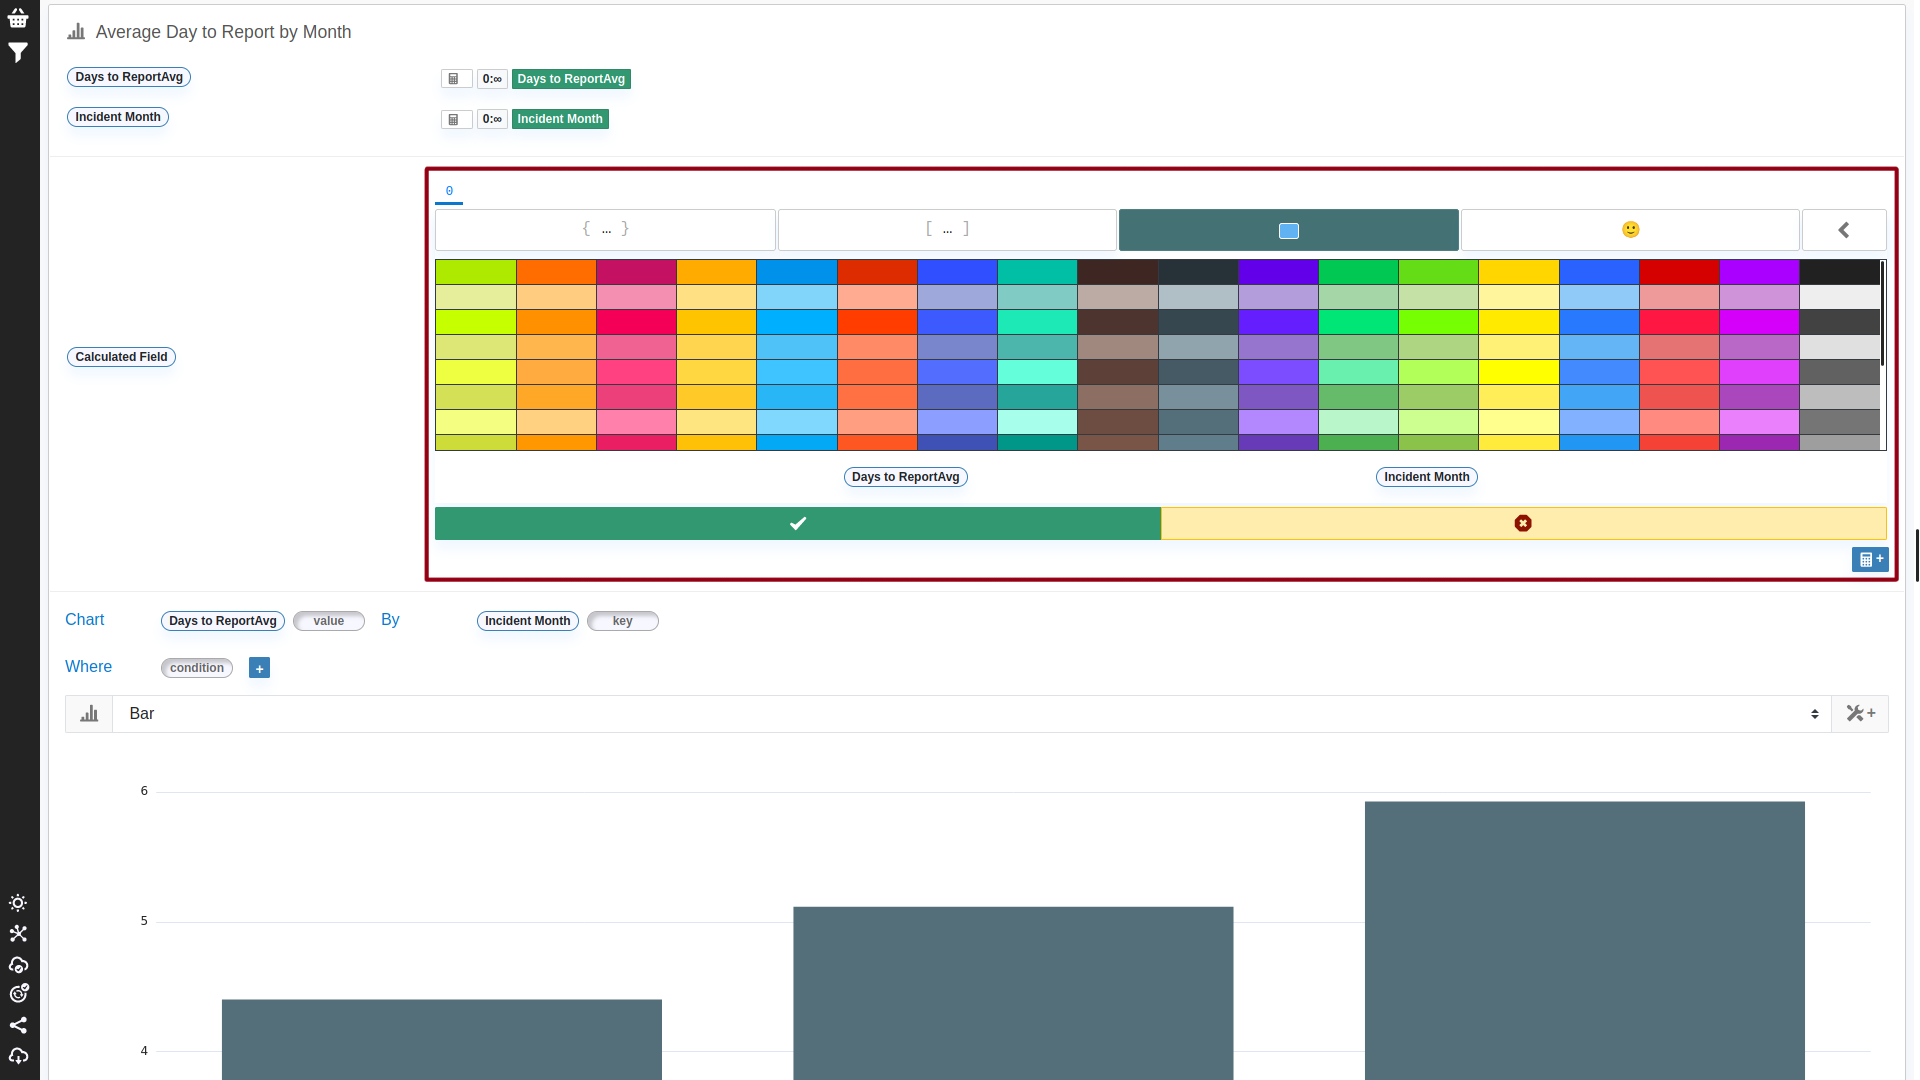 Average Day to Report by Month
Days to ReportAvg
0:∞ Days to ReportAvg
Incident Month
0:∞ Incident Month
0
{ ... }
[ ... ]
Calculated Field
Days to ReportAvg
Incident Month
+
Chart Days to ReportAvg value By Incident Month key
Where condition +
Bar
+
6
5
4